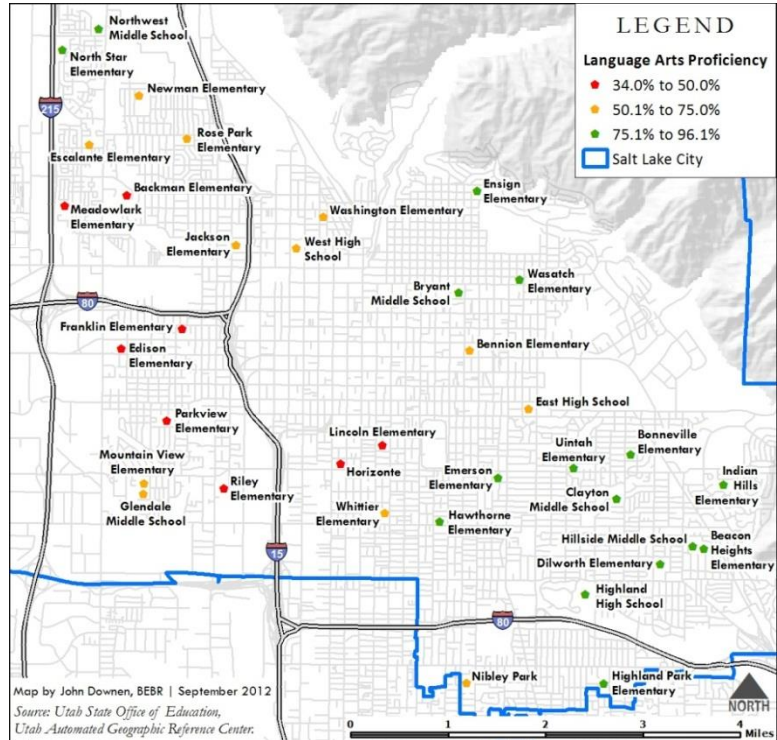 Northwest
Middle School
North Star
Elementary
Newman Elementary
215
Rose Park
Elementary
Escalante Elementary
Backman Elementary
Meadowlark
Elementary
Jackson
Elementary
Washington Elementary
West High
School
Ensign
Elementary
Wasatch
Elementary
Bryant
Middle School
80
Franklin Elementary
Edison
Elementary
Bennion Elementary
East High School
Parkview
Elementary
Lincoln Elementary
Horizonte
Mountain View
Elementary
Glendale
Middle School
Riley
Elementary
Whittier
Elementary
Emerson
Elementary
Hawthorne
Elementary
Uintah
Elementary
Bonneville
Elementary
Clayton
Middle School
Indian
Hills
Elementary
Hillside Middle School
Beacon
Heights
Elementary
Dilworth Elementary
Highland
High School
15
80
Nibley Park
Highland Park
Elementary
LEGEND
Language Arts Proficiency
34.0% to 50.0%
50.1% to 75.0%
75.1% to 96.1%
Salt Lake City
Map by John Downen, BEBR | September 2012
Source: Utah State Office of Education,
Utah Automated Geographic Reference Center.
NORTH
0 1 2 3 4
Miles